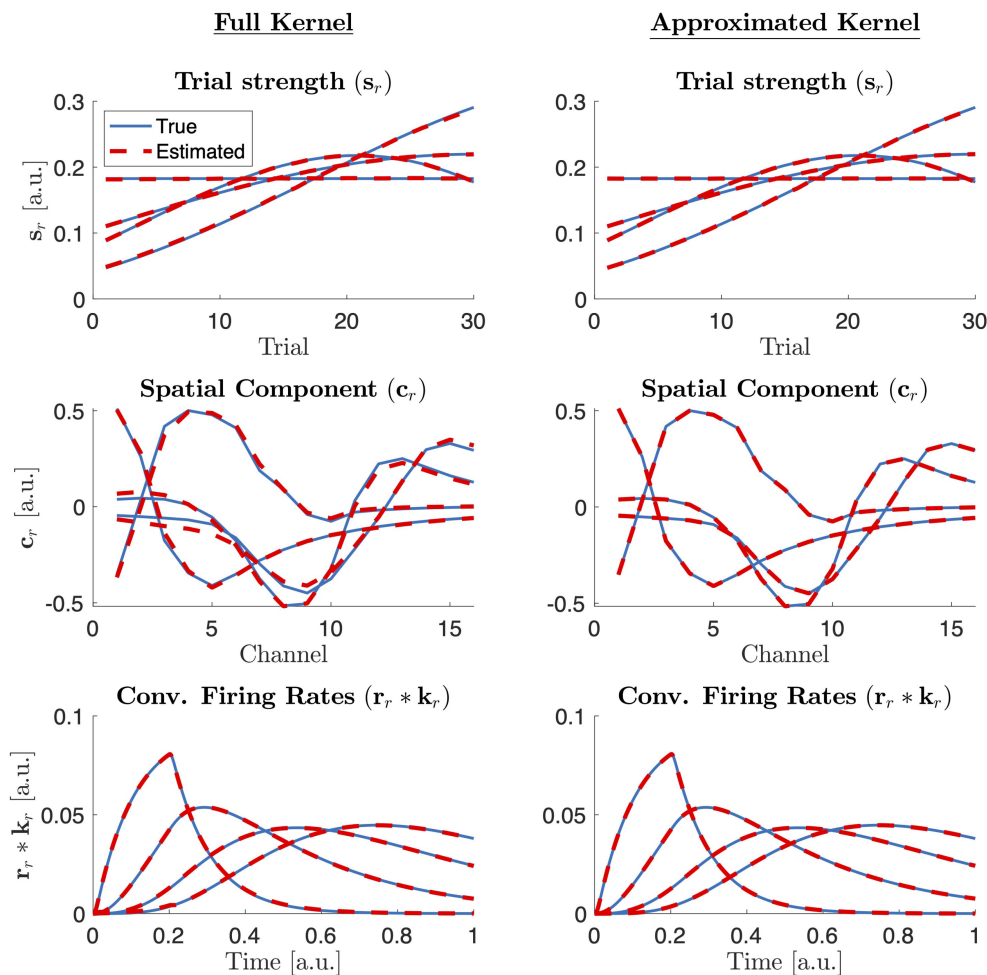 Full Kernel
Approximated Kernel
Trial strength (s_r)
Trial strength (s_r)
0.3
0.2
0.1
0
s_r [a.u.]
True
Estimated
0 10 20 30
Trial
0.3
0.2
0.1
0
0 10 20 30
Trial
Spatial Component (c_r)
Spatial Component (c_r)
0.5
0
-0.5
c_r [a.u.]
0 5 10 15
Channel
0.5
0
-0.5
0 5 10 15
Channel
Conv. Firing Rates (r_r * k_r)
Conv. Firing Rates (r_r * k_r)
0.1
0.05
0
r_r * k_r [a.u.]
0 0.2 0.4 0.6 0.8 1
Time [a.u.]
0.1
0.05
0
0 0.2 0.4 0.6 0.8 1
Time [a.u.]